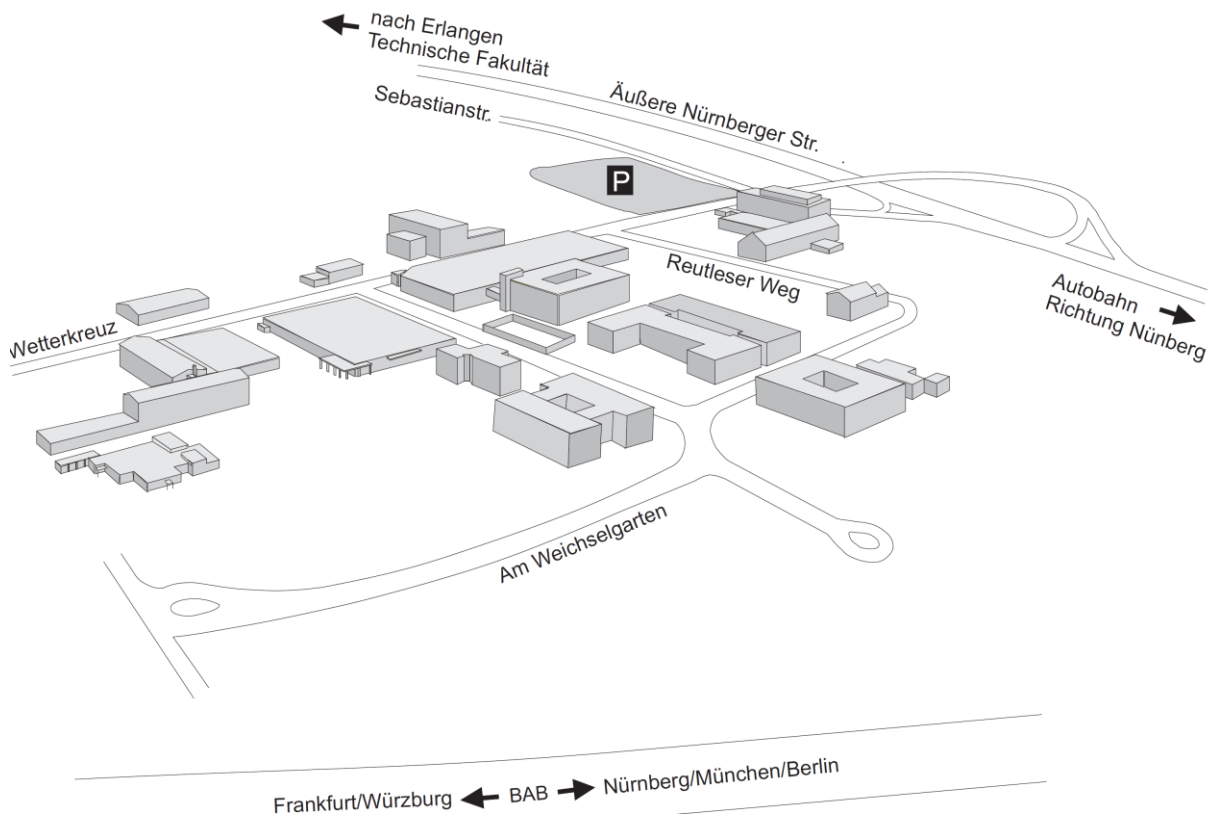 nach Erlangen
Technische Fakultät
Äußere Nürnberger Str.
Sebastianstr.
P
Reutleser Weg
Autobahn
Richtung Nünberg
Wetterkreuz
Am Weichselgarten
Frankfurt/Würzburg BAB Nürnberg/München/Berlin